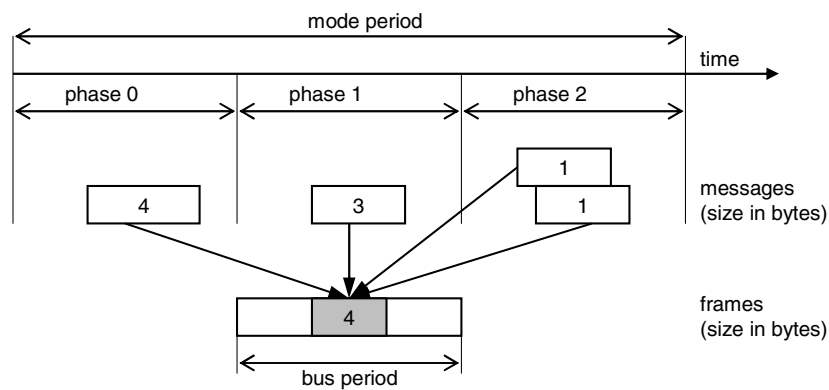 mode period
time
phase 0 phase 1 phase 2
1
4 3 1
messages
(size in bytes)
4
frames
(size in bytes)
bus period